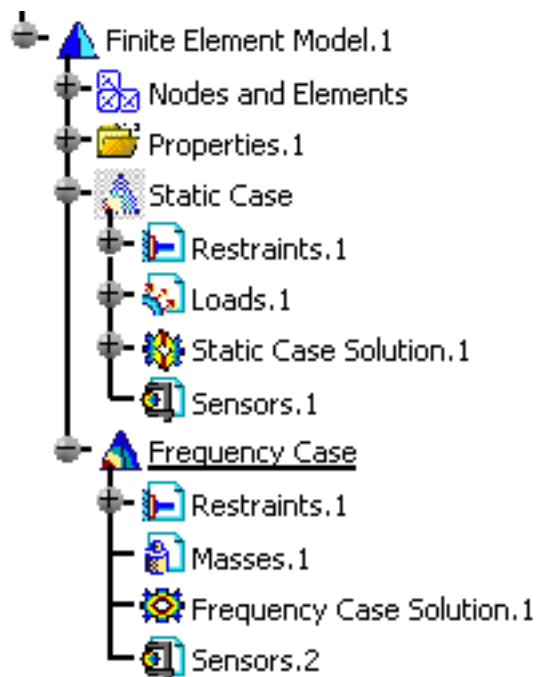 Finite Element Model.1
Nodes and Elements
Properties.1
Static Case
Restraints.1
Loads.1
Static Case Solution.1
Sensors.1
Frequency Case
Restraints.1
Masses.1
Frequency Case Solution.1
Sensors.2